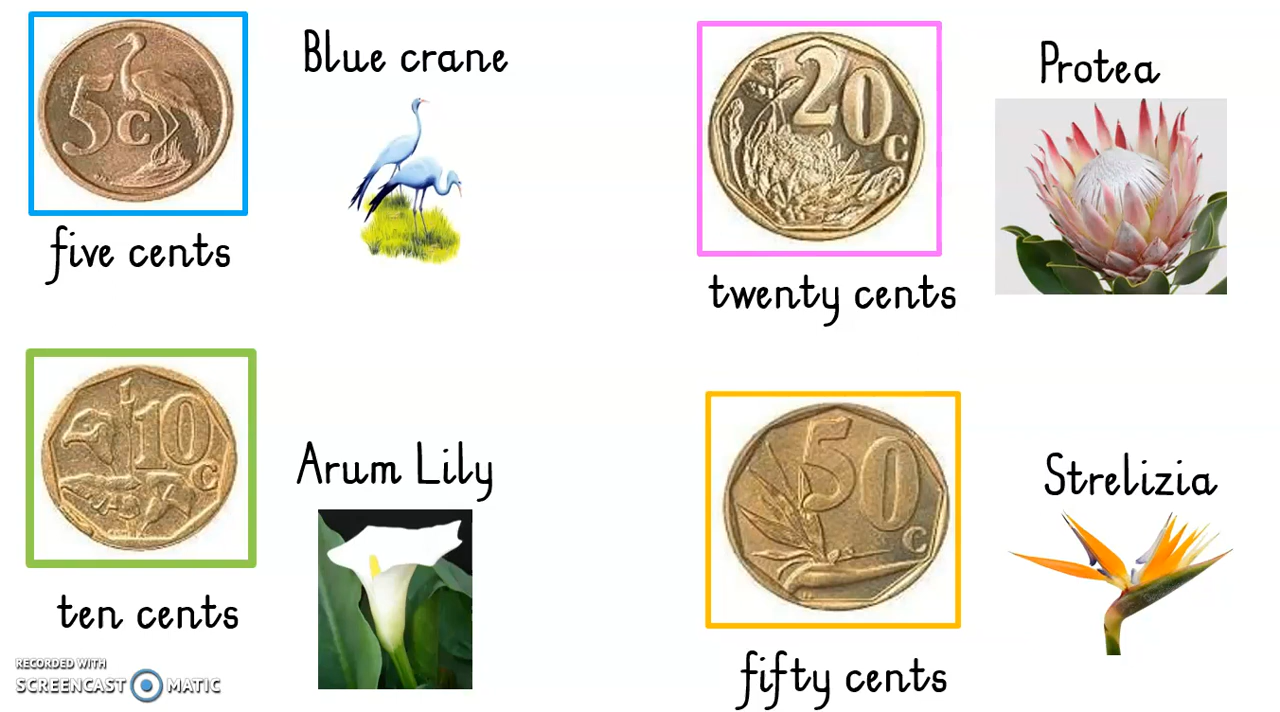 5c
Blue crane
five cents
20c
Protea
twenty cents
10c
Arum Lily
ten cents
50c
Strelizia
fifty cents
RECORDED WITH
SCREENCAST MATIC